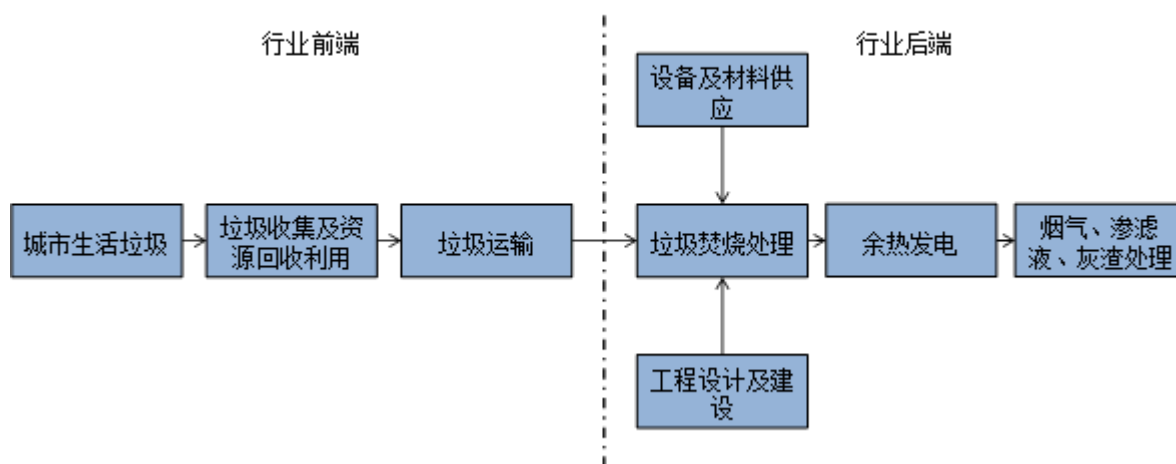 行业前端
行业后端
设备及材料供
应
城市生活垃圾
垃圾收集及资
源回收利用
垃圾运输
垃圾焚烧处理
余热发电
烟气、渗滤
液、灰渣处理
工程设计及建
设